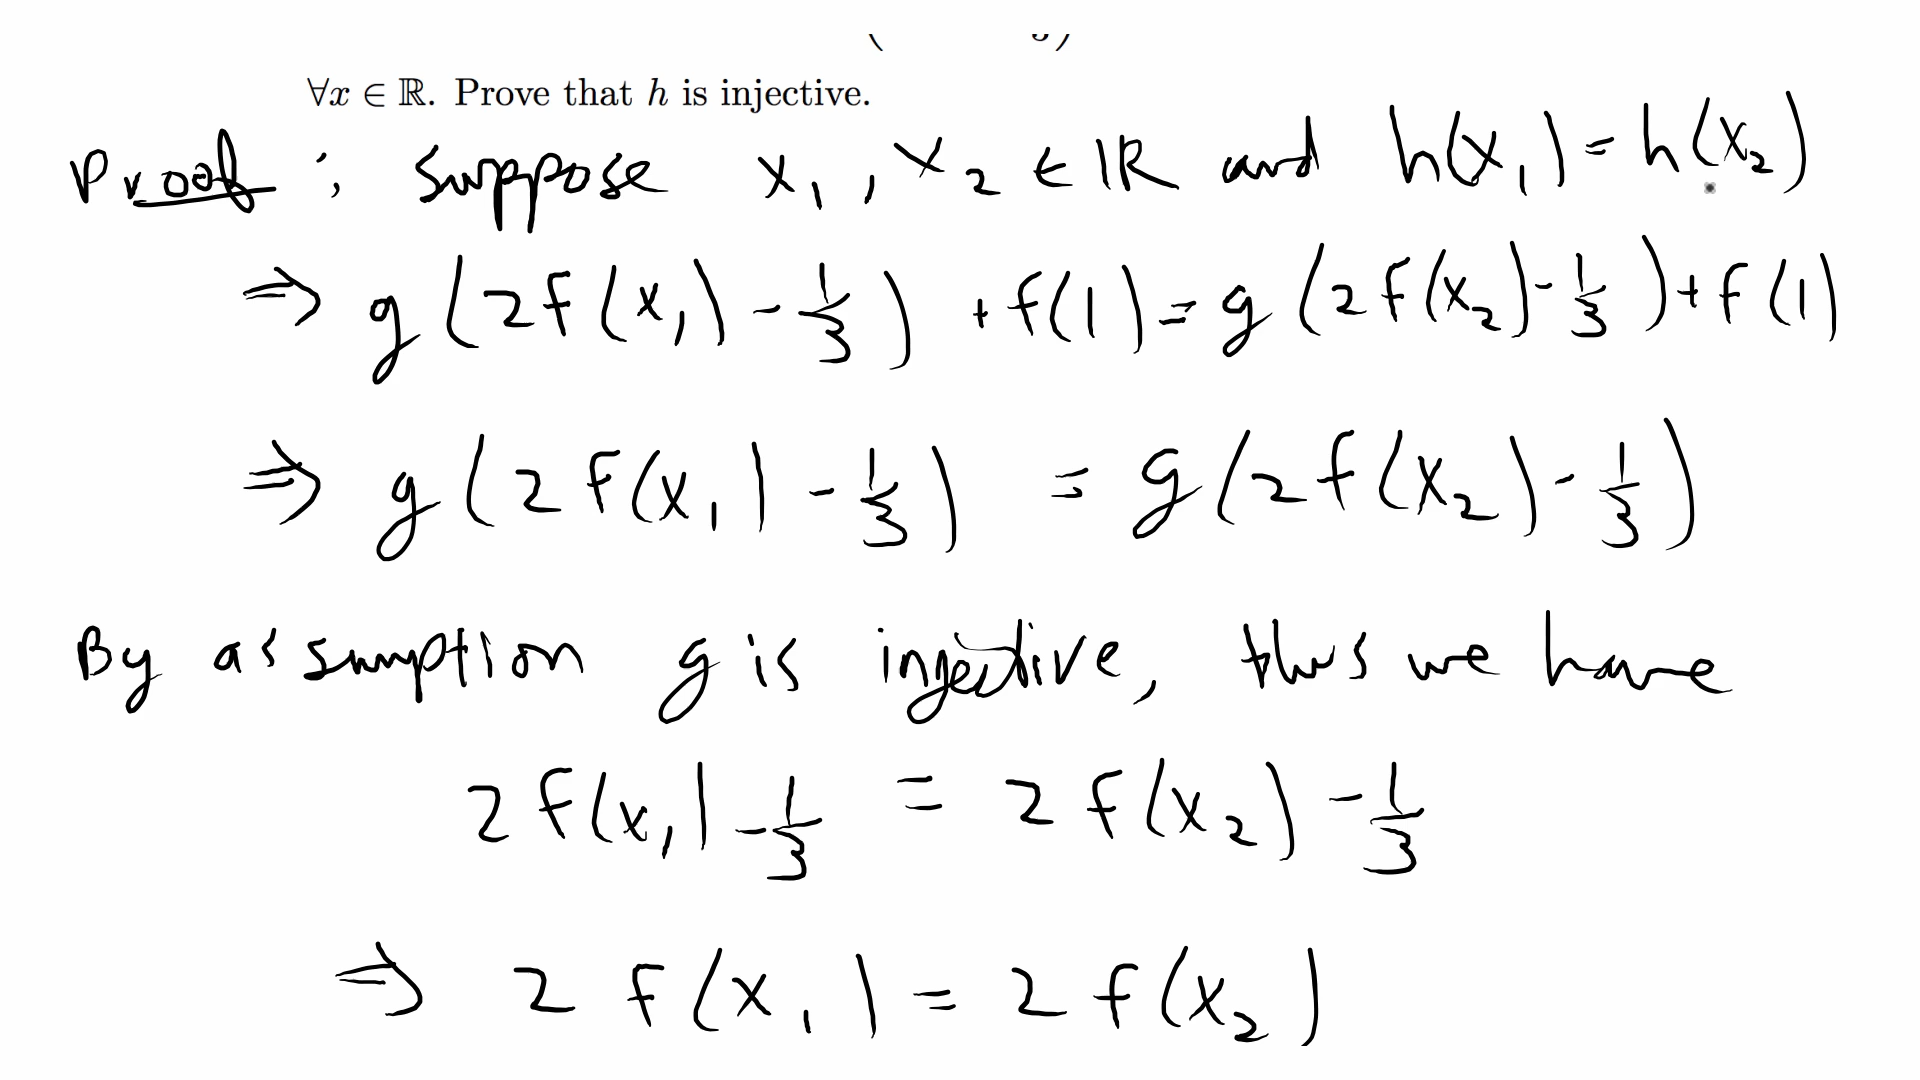 ∀x ∈ ℝ. Prove that h is injective.
Proof: suppose x₁, x₂ ∈ ℝ and h(x₁) = h(x₂)
⇒ g(2f(x₁) - 1/3) + f(1) = g(2f(x₂) - 1/3) + f(1)
⇒ g(2f(x₁) - 1/3) = g(2f(x₂) - 1/3)
By assumption g is injective, thus we have
2f(x₁) - 1/3 = 2f(x₂) - 1/3
⇒ 2f(x₁) = 2f(x₂)